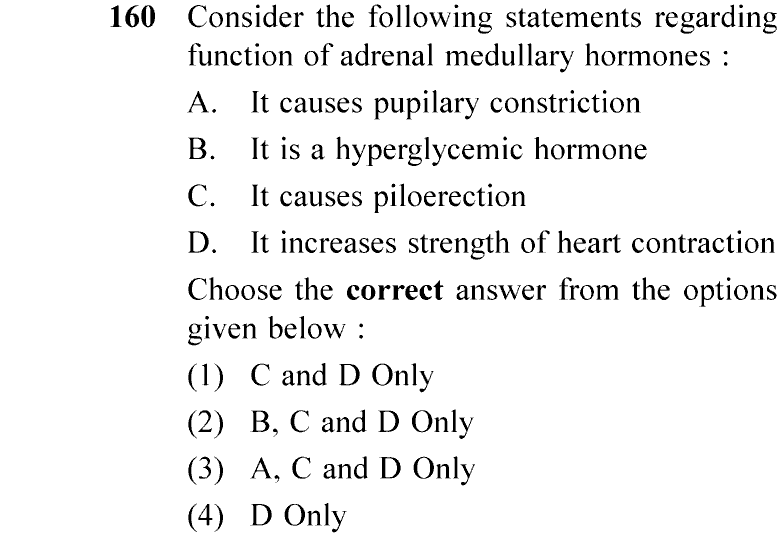 160 Consider the following statements regarding
function of adrenal medullary hormones :
A. It causes pupilary constriction
B. It is a hyperglycemic hormone
C. It causes piloerection
D. It increases strength of heart contraction
Choose the correct answer from the options
given below :
(1) C and D Only
(2) B, C and D Only
(3) A, C and D Only
(4) D Only